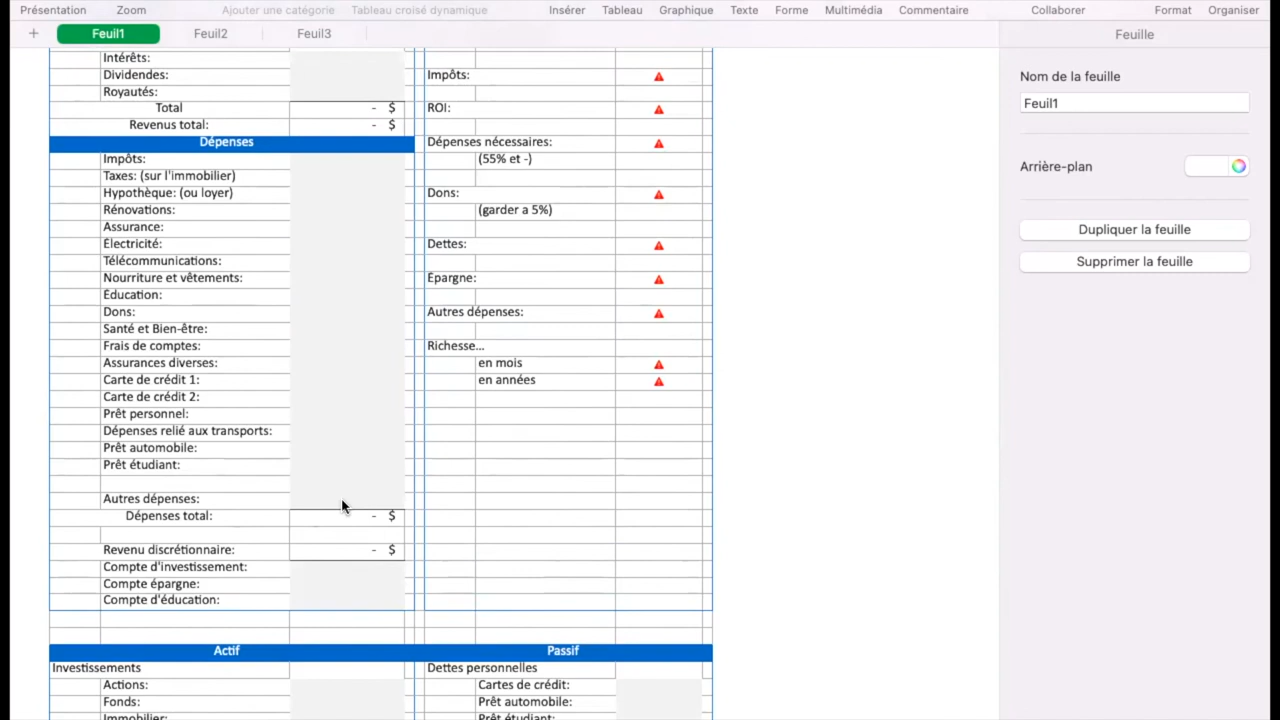 Présentation Zoom Ajouter une catégorie Tableau croisé dynamique Insérer Tableau Graphique Texte Forme Multimédia Commentaire Collaborer Format Organiser
+ Feuil1 Feuil2 Feuil3 Feuille
Intérêts:
Dividendes: Impôts:
Royautés:
Total - $ ROI:
Revenus total: - $
Dépenses Dépenses nécessaires:
Impôts: (55% et -)
Taxes: (sur l'immobilier)
Hypothèque: (ou loyer) Dons:
Rénovations: (garder a 5%)
Assurance:
Électricité: Dettes:
Télécommunications:
Nourriture et vêtements: Épargne:
Éducation:
Dons: Autres dépenses:
Santé et Bien-être:
Frais de comptes: Richesse...
Assurances diverses: en mois
Carte de crédit 1: en années
Carte de crédit 2:
Prêt personnel:
Dépenses relié aux transports:
Prêt automobile:
Prêt étudiant:
Autres dépenses:
Dépenses total: - $
Revenu discrétionnaire: - $
Compte d'investissement:
Compte épargne:
Compte d'éducation:
Actif Passif
Investissements Dettes personnelles
Actions: Cartes de crédit:
Fonds: Prêt automobile:
Immobilier: Prêt étudiant:
Nom de la feuille
Feuil1
Arrière-plan
Dupliquer la feuille
Supprimer la feuille